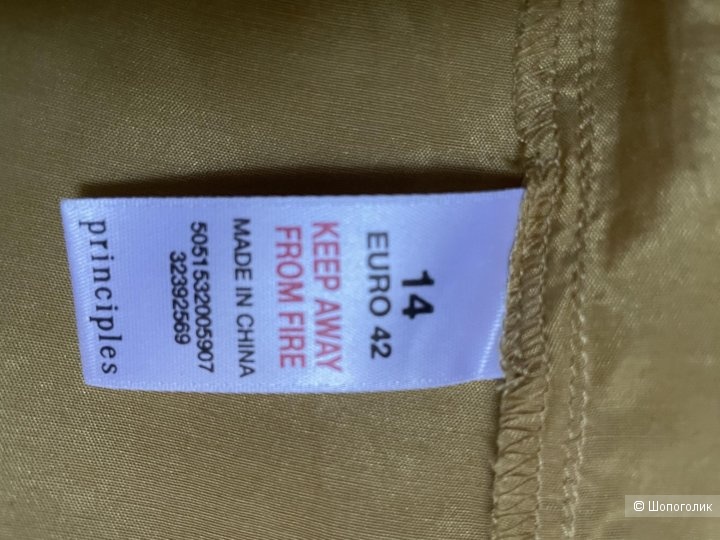 14
EURO 42
KEEP AWAY
FROM FIRE
MADE IN CHINA
5051532005907
32392569
principles
© Шопоголик